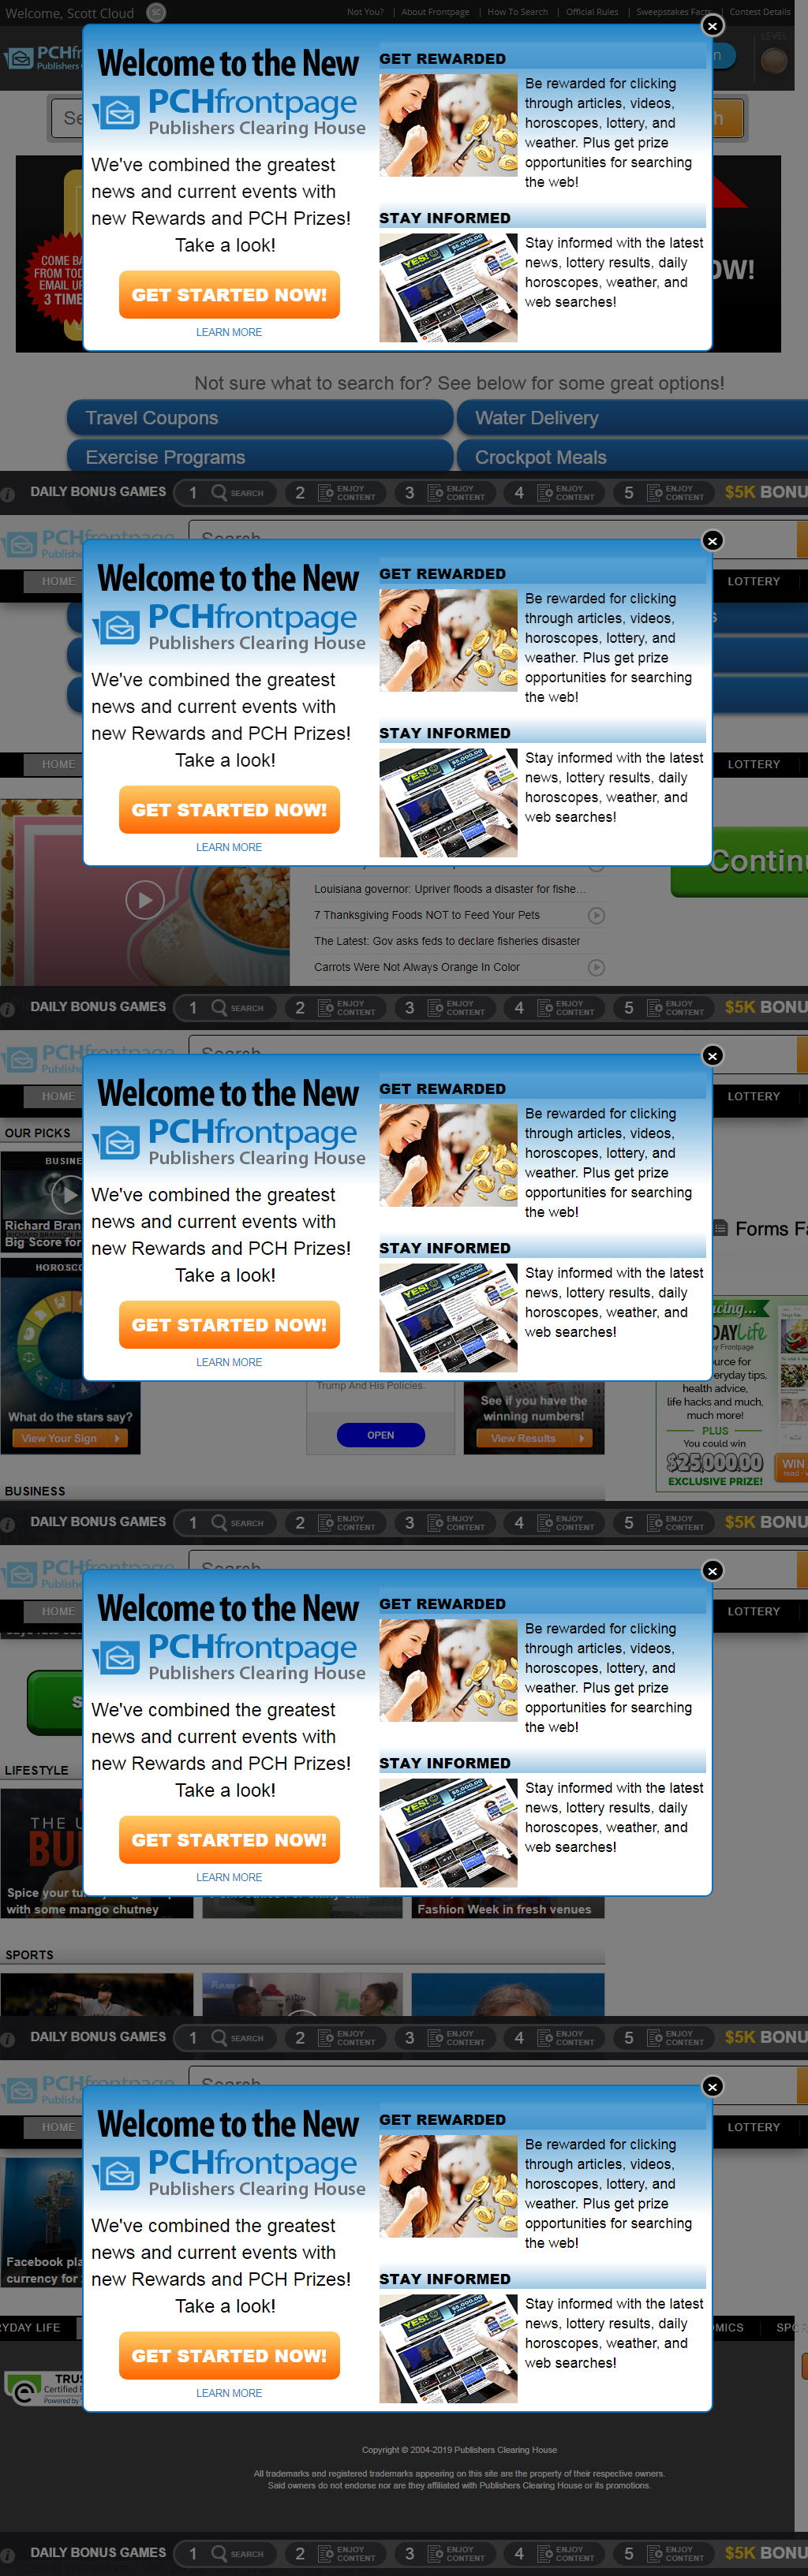 Welcome, Scott Cloud
SC
Not You?
About Frontpage
How To Search
Official Rules
Sweepstakes Facts
Contest Details
LEVEL
Welcome to the New
PCHfrontpage
Publishers Clearing House
We've combined the greatest
news and current events with
new Rewards and PCH Prizes!
Take a look!
GET STARTED NOW!
LEARN MORE
GET REWARDED
Be rewarded for clicking
through articles, videos,
horoscopes, lottery, and
weather. Plus get prize
opportunities for searching
the web!
STAY INFORMED
Stay informed with the latest
news, lottery results, daily
horoscopes, weather, and
web searches!
COME BA
FROM TOD
EMAIL UP
3 TIME
OW!
Not sure what to search for? See below for some great options!
Travel Coupons
Water Delivery
Exercise Programs
Crockpot Meals
DAILY BONUS GAMES
1 SEARCH
2 ENJOY CONTENT
3 ENJOY CONTENT
4 ENJOY CONTENT
5 ENJOY CONTENT
$5K BONU
PCHfrontpage
Search
HOME
LOTTERY
Welcome to the New
PCHfrontpage
Publishers Clearing House
We've combined the greatest
news and current events with
new Rewards and PCH Prizes!
Take a look!
GET STARTED NOW!
LEARN MORE
GET REWARDED
Be rewarded for clicking
through articles, videos,
horoscopes, lottery, and
weather. Plus get prize
opportunities for searching
the web!
STAY INFORMED
Stay informed with the latest
news, lottery results, daily
horoscopes, weather, and
web searches!
HOME
LOTTERY
Continu
Louisiana governor: Upriver floods a disaster for fishe...
7 Thanksgiving Foods NOT to Feed Your Pets
The Latest: Gov asks feds to declare fisheries disaster
Carrots Were Not Always Orange In Color
DAILY BONUS GAMES
1 SEARCH
2 ENJOY CONTENT
3 ENJOY CONTENT
4 ENJOY CONTENT
5 ENJOY CONTENT
$5K BONU
PCHfrontpage
Search
HOME
LOTTERY
OUR PICKS
BUSINE
Richard Bran
Big Score for
HOROSC
What do the stars say?
View Your Sign
Welcome to the New
PCHfrontpage
Publishers Clearing House
We've combined the greatest
news and current events with
new Rewards and PCH Prizes!
Take a look!
GET STARTED NOW!
LEARN MORE
GET REWARDED
Be rewarded for clicking
through articles, videos,
horoscopes, lottery, and
weather. Plus get prize
opportunities for searching
the web!
STAY INFORMED
Stay informed with the latest
news, lottery results, daily
horoscopes, weather, and
web searches!
Forms Fa
ucing...
DAYLife
by Frontpage
urce for
eryday tips,
health advice,
life hacks and much,
much more!
PLUS
You could win
$25,000.00
EXCLUSIVE PRIZE!
WIN
Trump And His Policies.
OPEN
See if you have the
winning numbers!
View Results
BUSINESS
DAILY BONUS GAMES
1 SEARCH
2 ENJOY CONTENT
3 ENJOY CONTENT
4 ENJOY CONTENT
5 ENJOY CONTENT
$5K BONU
Search
HOME
LOTTERY
S
Welcome to the New
PCHfrontpage
Publishers Clearing House
We've combined the greatest
news and current events with
new Rewards and PCH Prizes!
Take a look!
GET STARTED NOW!
LEARN MORE
GET REWARDED
Be rewarded for clicking
through articles, videos,
horoscopes, lottery, and
weather. Plus get prize
opportunities for searching
the web!
STAY INFORMED
Stay informed with the latest
news, lottery results, daily
horoscopes, weather, and
web searches!
LIFESTYLE
THE U
BU
Spice your tu
with some mango chutney
Fashion Week in fresh venues
SPORTS
DAILY BONUS GAMES
1 SEARCH
2 ENJOY CONTENT
3 ENJOY CONTENT
4 ENJOY CONTENT
5 ENJOY CONTENT
$5K BONU
PCHfrontpage
Search
HOME
LOTTERY
Facebook pla
currency for
Welcome to the New
PCHfrontpage
Publishers Clearing House
We've combined the greatest
news and current events with
new Rewards and PCH Prizes!
Take a look!
GET STARTED NOW!
LEARN MORE
GET REWARDED
Be rewarded for clicking
through articles, videos,
horoscopes, lottery, and
weather. Plus get prize
opportunities for searching
the web!
STAY INFORMED
Stay informed with the latest
news, lottery results, daily
horoscopes, weather, and
web searches!
RYDAY LIFE
OMICS
SPO
TRUS
Certified
Powered by
Copyright © 2004-2019 Publishers Clearing House
All trademarks and registered trademarks appearing on this site are the property of their respective owners.
Said owners do not endorse nor are they affiliated with Publishers Clearing House or its promotions.
DAILY BONUS GAMES
1 SEARCH
2 ENJOY CONTENT
3 ENJOY CONTENT
4 ENJOY CONTENT
5 ENJOY CONTENT
$5K BONU